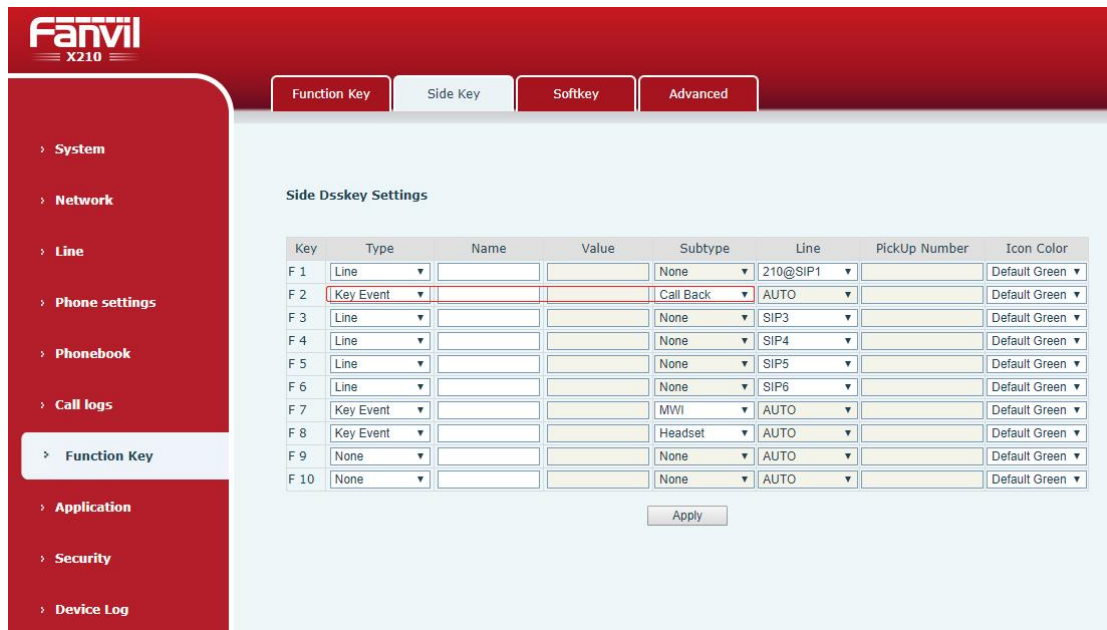 Fanvil
X210
Function Key Side Key Softkey Advanced
› System
› Network
› Line
› Phone settings
› Phonebook
› Call logs
› Function Key
› Application
› Security
› Device Log
Side Dsskey Settings
Key Type Name Value Subtype Line PickUp Number Icon Color
F 1 Line None 210@SIP1 Default Green
F 2 Key Event Call Back AUTO Default Green
F 3 Line None SIP3 Default Green
F 4 Line None SIP4 Default Green
F 5 Line None SIP5 Default Green
F 6 Line None SIP6 Default Green
F 7 Key Event MWI AUTO Default Green
F 8 Key Event Headset AUTO Default Green
F 9 None None AUTO Default Green
F 10 None None AUTO Default Green
Apply